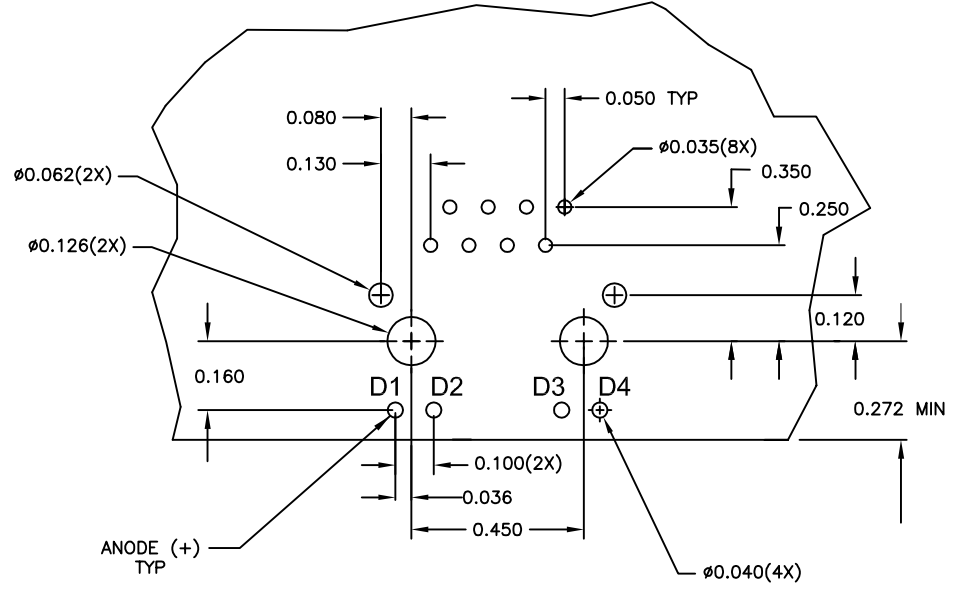 0.050 TYP
0.080
ø0.035(8X)
0.130
0.350
ø0.062(2X)
0.250
ø0.126(2X)
0.120
0.160
D1 D2 D3 D4
0.272 MIN
0.100(2X)
0.036
0.450
ANODE (+)
TYP
ø0.040(4X)